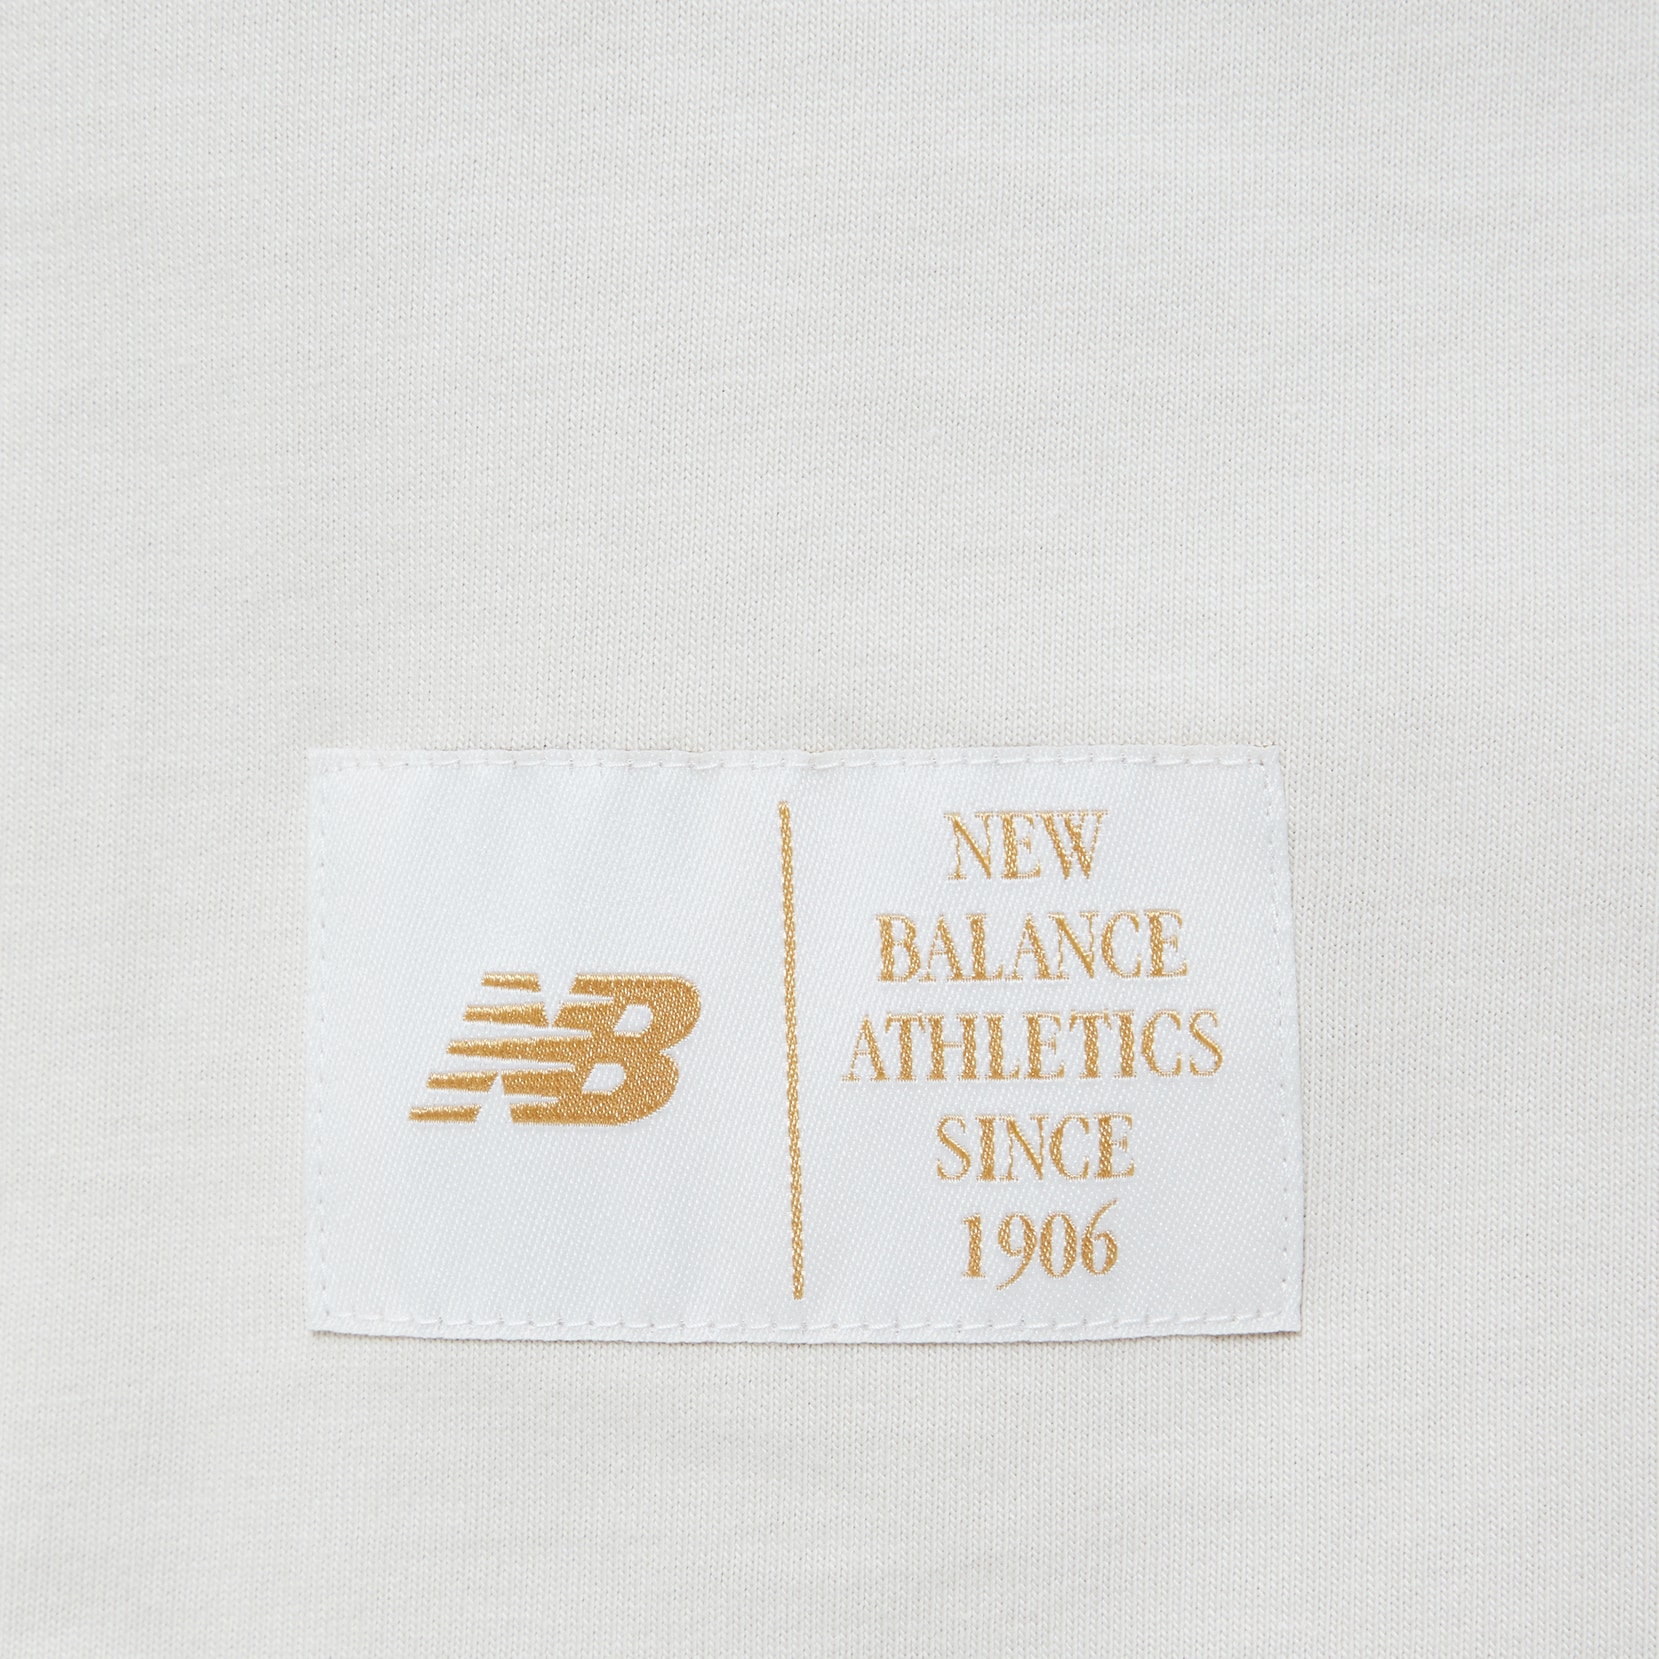 NB
NEW
BALANCE
ATHLETICS
SINCE
1906